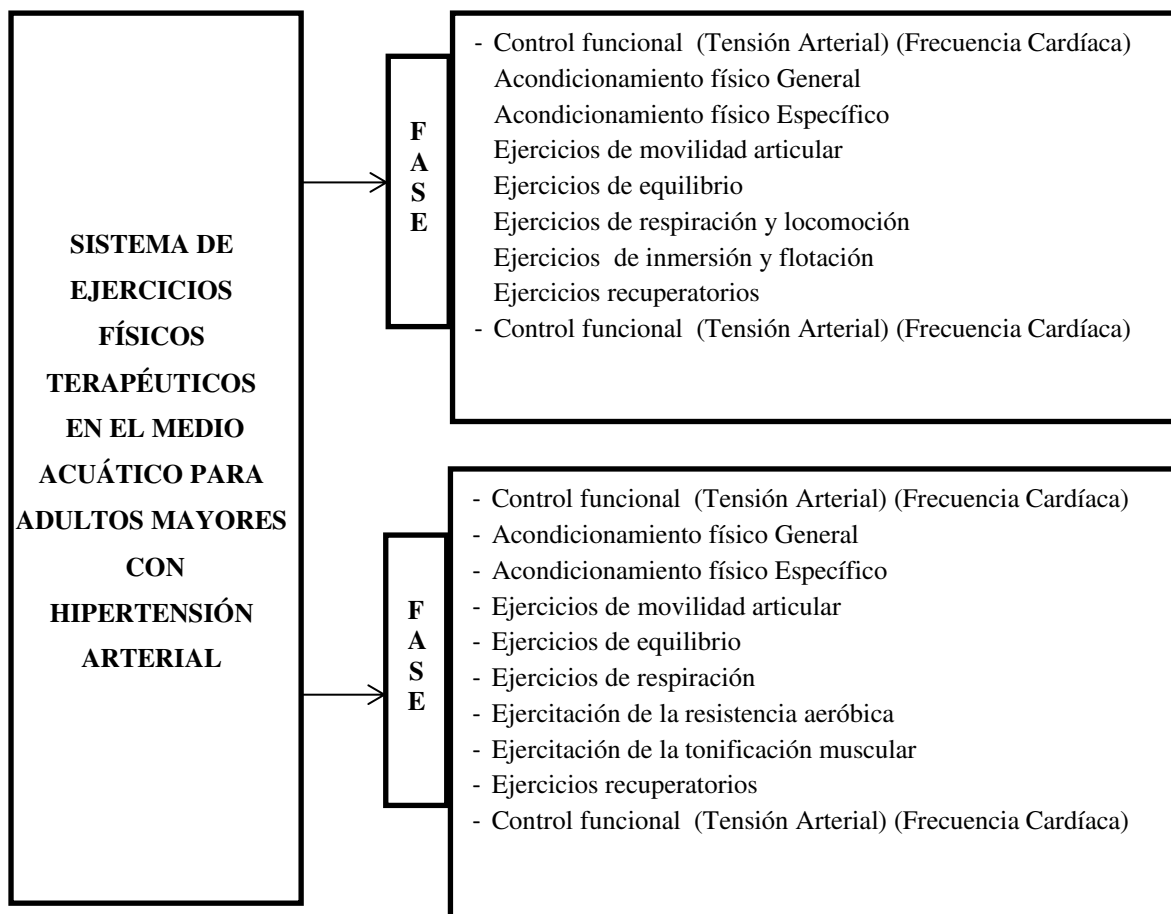 SISTEMA DE
EJERCICIOS
FÍSICOS
TERAPÉUTICOS
EN EL MEDIO
ACUÁTICO PARA
ADULTOS MAYORES
CON
HIPERTENSIÓN
ARTERIAL
F
A
S
E
- Control funcional (Tensión Arterial) (Frecuencia Cardíaca)
Acondicionamiento físico General
Acondicionamiento físico Específico
Ejercicios de movilidad articular
Ejercicios de equilibrio
Ejercicios de respiración y locomoción
Ejercicios de inmersión y flotación
Ejercicios recuperatorios
- Control funcional (Tensión Arterial) (Frecuencia Cardíaca)
F
A
S
E
- Control funcional (Tensión Arterial) (Frecuencia Cardíaca)
- Acondicionamiento físico General
- Acondicionamiento físico Específico
- Ejercicios de movilidad articular
- Ejercicios de equilibrio
- Ejercicios de respiración
- Ejercitación de la resistencia aeróbica
- Ejercitación de la tonificación muscular
- Ejercicios recuperatorios
- Control funcional (Tensión Arterial) (Frecuencia Cardíaca)